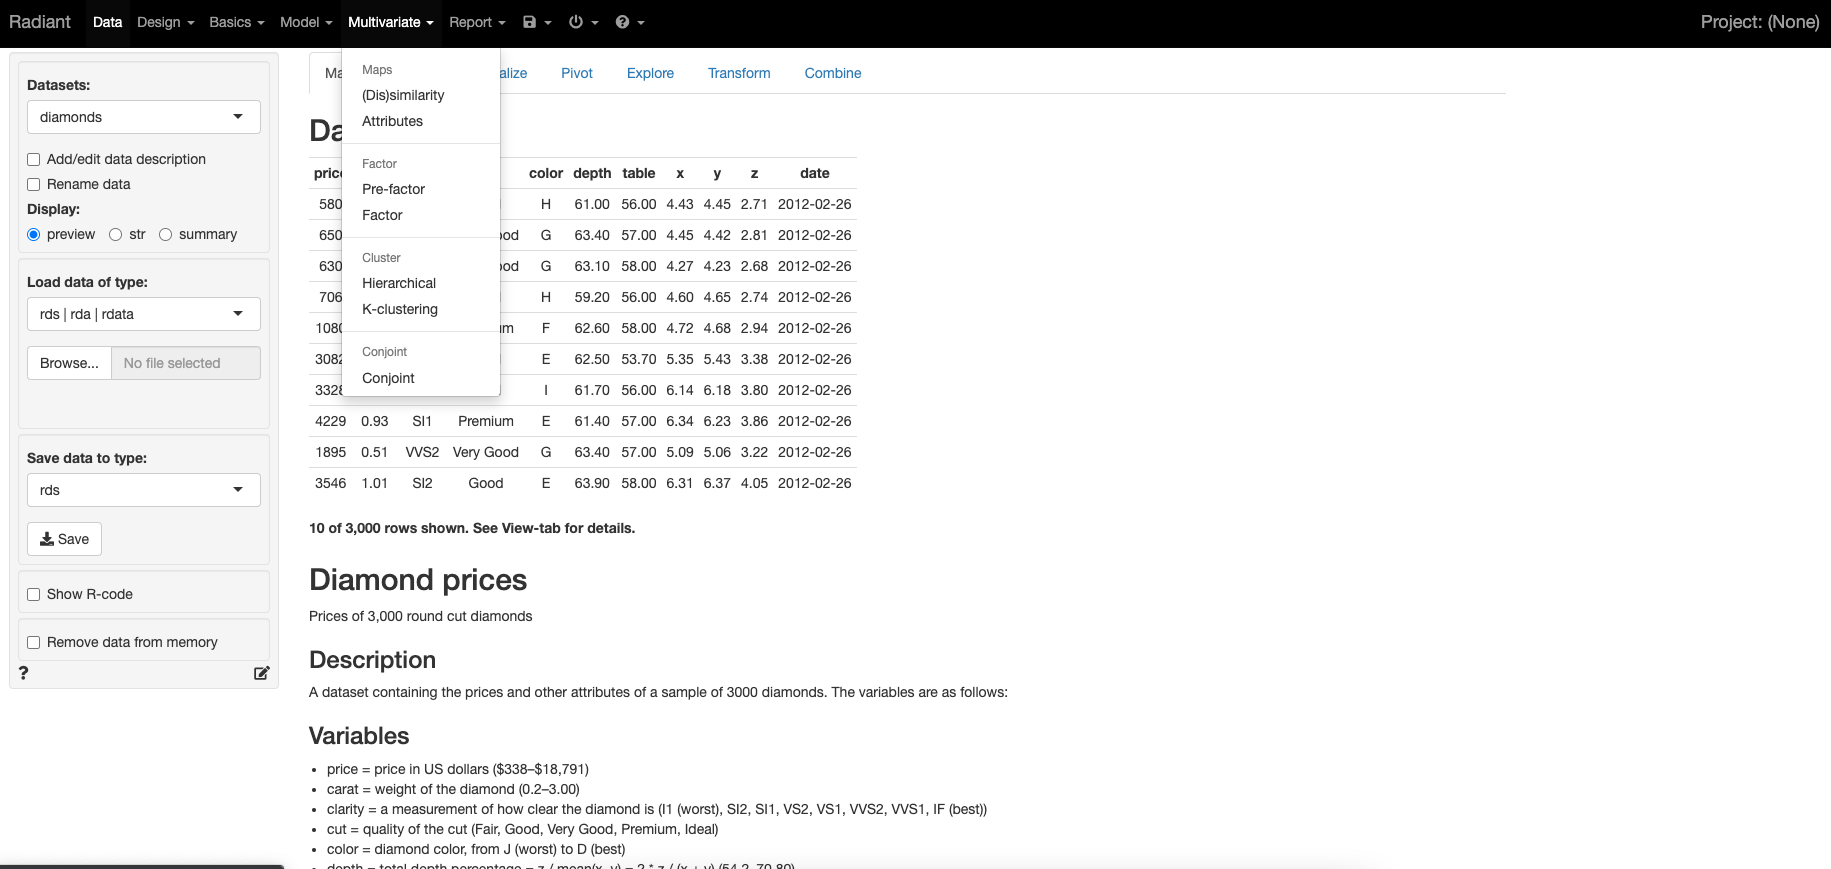 Radiant Data Design Basics Model Multivariate Report Project: (None)
Datasets:
diamonds
Add/edit data description
Rename data
Display:
preview str summary
Load data of type:
rds | rda | rdata
Browse... No file selected
Save data to type:
rds
Save
Show R-code
Remove data from memory
?
Maps
(Dis)similarity
Attributes
Factor
Pre-factor
Factor
Cluster
Hierarchical
K-clustering
Conjoint
Conjoint
Ma alize Pivot Explore Transform Combine
Da
pric color depth table x y z date
580 H 61.00 56.00 4.43 4.45 2.71 2012-02-26
650 ood G 63.40 57.00 4.45 4.42 2.81 2012-02-26
630 ood G 63.10 58.00 4.27 4.23 2.68 2012-02-26
706 H 59.20 56.00 4.60 4.65 2.74 2012-02-26
1080 um F 62.60 58.00 4.72 4.68 2.94 2012-02-26
3082 E 62.50 53.70 5.35 5.43 3.38 2012-02-26
3328 I 61.70 56.00 6.14 6.18 3.80 2012-02-26
4229 0.93 SI1 Premium E 61.40 57.00 6.34 6.23 3.86 2012-02-26
1895 0.51 VVS2 Very Good G 63.40 57.00 5.09 5.06 3.22 2012-02-26
3546 1.01 SI2 Good E 63.90 58.00 6.31 6.37 4.05 2012-02-26
10 of 3,000 rows shown. See View-tab for details.
Diamond prices
Prices of 3,000 round cut diamonds
Description
A dataset containing the prices and other attributes of a sample of 3000 diamonds. The variables are as follows:
Variables
• price = price in US dollars ($338–$18,791)
• carat = weight of the diamond (0.2–3.00)
• clarity = a measurement of how clear the diamond is (I1 (worst), SI2, SI1, VS2, VS1, VVS2, VVS1, IF (best))
• cut = quality of the cut (Fair, Good, Very Good, Premium, Ideal)
• color = diamond color, from J (worst) to D (best)
• depth = total depth percentage = z / mean(x, y) = 2 * z / (x + y) (54.2–70.80)